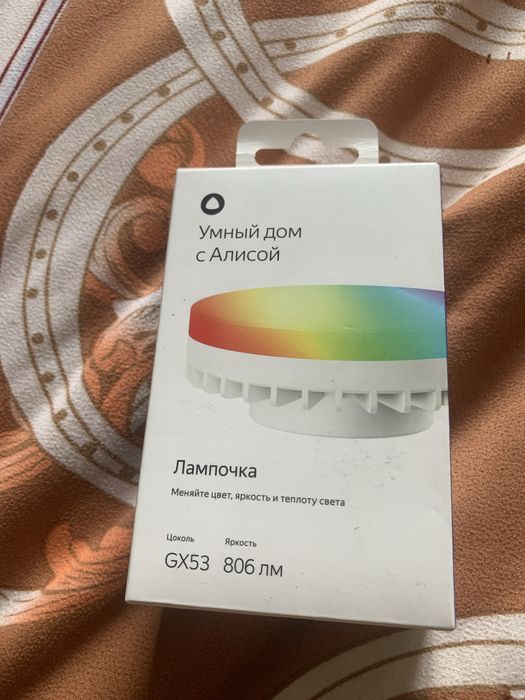 Умный дом
с Алисой
Лампочка
Меняйте цвет, яркость и теплоту света
Цоколь Яркость
GX53 806 лм